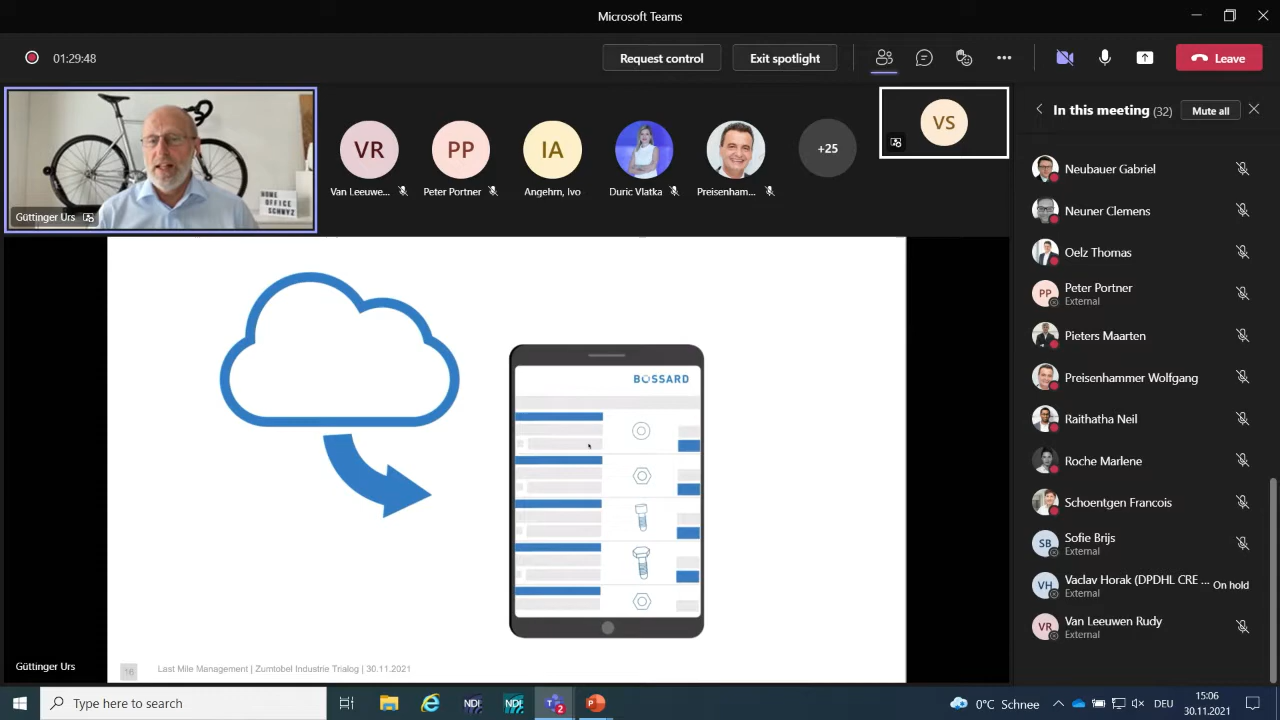 Microsoft Teams
01:29:48
Request control
Exit spotlight
Leave
HOME
OFFICE
SCHWYZ
Güttinger Urs
VR
Van Leeuwe...
PP
Peter Portner
IA
Angehrn, Ivo
Duric Vlatka
Preisenham...
+25
VS
In this meeting (32)
Mute all
Neubauer Gabriel
Neuner Clemens
Oelz Thomas
PP
Peter Portner
External
Pieters Maarten
Preisenhammer Wolfgang
Raithatha Neil
Roche Marlene
Schoentgen Francois
SB
Sofie Brijs
External
VH
Vaclav Horak (DPDHL CRE ...
On hold
External
VR
Van Leeuwen Rudy
External
BOSSARD
Güttinger Urs
16
Last Mile Management | Zumtobel Industrie Trialog | 30.11.2021
Type here to search
NDF
NDF
2
0°C Schnee
DEU
15:06
30.11.2021